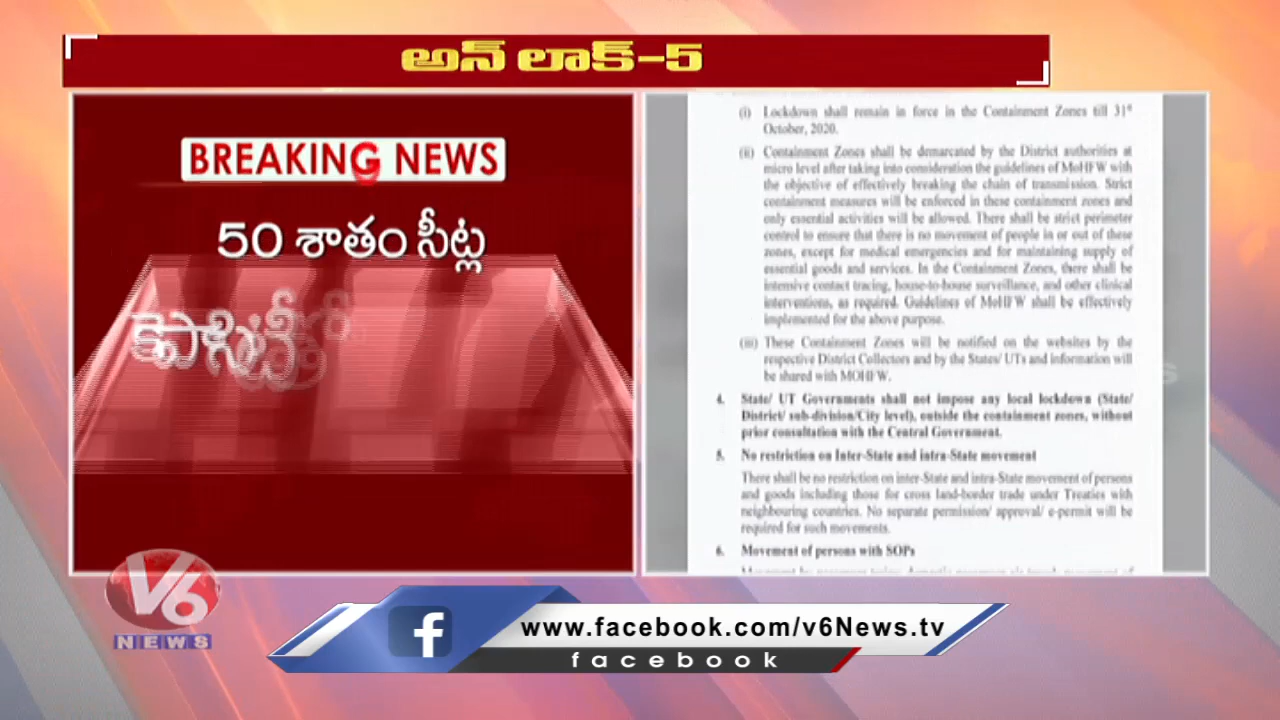 అన్ లాక్-5
BREAKING NEWS
50 శాతం సీట్ల
(i) Lockdown shall remain in force in the Containment Zones till 31st
October, 2020.
(ii) Containment Zones shall be demarcated by the District authorities at
micro level after taking into consideration the guidelines of MoHFW with
the objective of effectively breaking the chain of transmission. Strict
containment measures will be enforced in these containment zones and
only essential activities will be allowed. There shall be strict perimeter
control to ensure that there is no movement of people in or out of these
zones, except for medical emergencies and for maintaining supply of
essential goods and services. In the Containment Zones, there shall be
intensive contact tracing, house-to-house surveillance, and other clinical
interventions, as required. Guidelines of MoHFW shall be effectively
implemented for the above purpose.
(iii) These Containment Zones will be notified on the websites by the
respective District Collectors and by the States/ UTs and information will
be shared with MOHFW.
4. State/ UT Governments shall not impose any local lockdown (State/
District/ sub-division/City level), outside the containment zones, without
prior consultation with the Central Government.
5. No restriction on Inter-State and intra-State movement
There shall be no restriction on inter-State and intra-State movement of persons
and goods including those for cross land-border trade under Treaties with
neighbouring countries. No separate permission/ approval/ e-permit will be
required for such movements.
6. Movement of persons with SOPs
V6
NEWS
www.facebook.com/v6News.tv
facebook